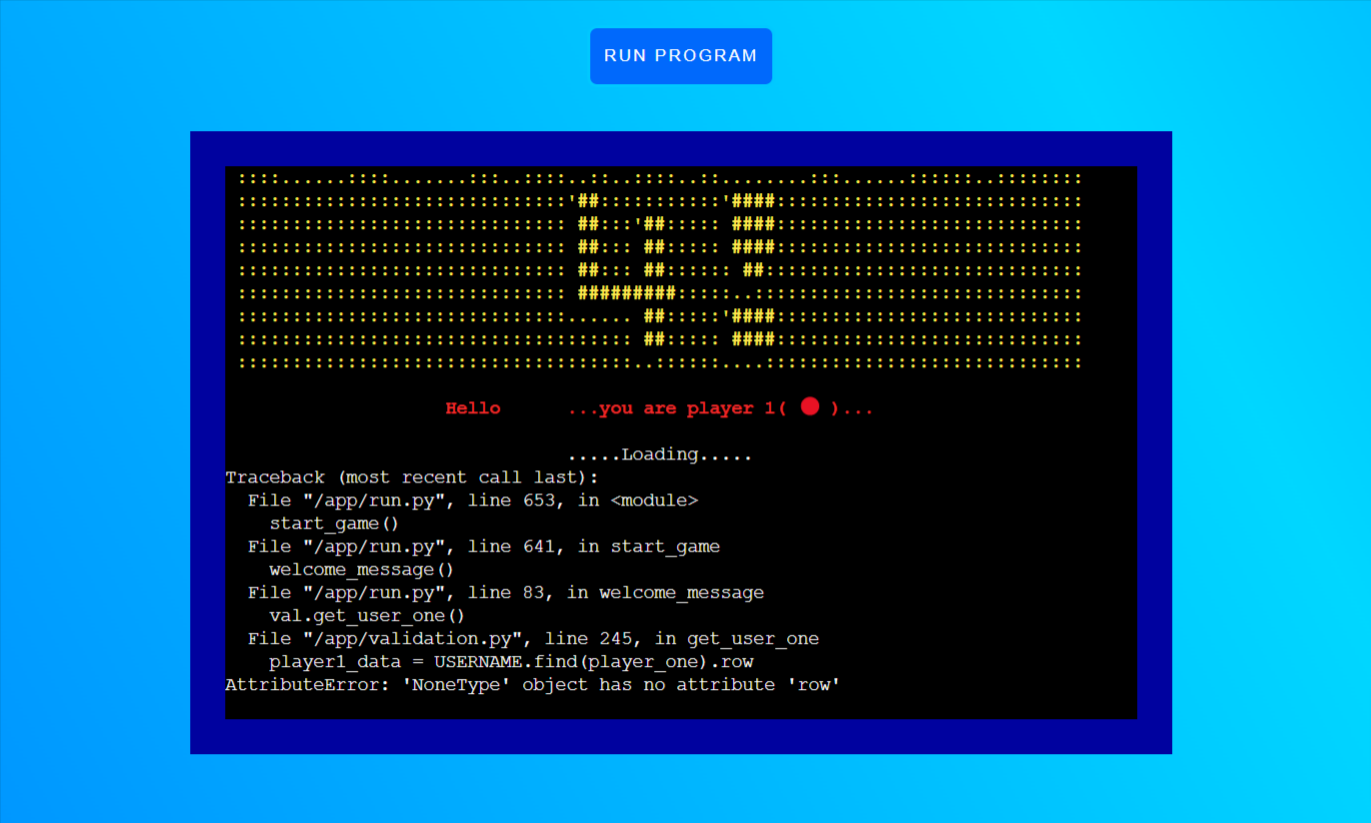 RUN PROGRAM
::::......::::.......:::..::::..::..::::..::........:::......::::::..::::::::
::::::::::::::::::::::::::::::'##:::::::::::'####::::::::::::::::::::::::::::
:::::::::::::::::::::::::::::: ##:::'##::::: ####::::::::::::::::::::::::::::
:::::::::::::::::::::::::::::: ##::: ##::::: ####::::::::::::::::::::::::::::
:::::::::::::::::::::::::::::: ##::: ##:::::: ##:::::::::::::::::::::::::::::
:::::::::::::::::::::::::::::: #########:::::..::::::::::::::::::::::::::::::
::::::::::::::::::::::::::::::...... ##:::::'####::::::::::::::::::::::::::::
:::::::::::::::::::::::::::::::::::: ##::::: ####::::::::::::::::::::::::::::
::::::::::::::::::::::::::::::::::::..::::::....:::::::::::::::::::::::::::::
Hello ...you are player 1( 🔴 )...
.....Loading.....
Traceback (most recent call last):
File "/app/run.py", line 653, in <module>
start_game()
File "/app/run.py", line 641, in start_game
welcome_message()
File "/app/run.py", line 83, in welcome_message
val.get_user_one()
File "/app/validation.py", line 245, in get_user_one
player1_data = USERNAME.find(player_one).row
AttributeError: 'NoneType' object has no attribute 'row'